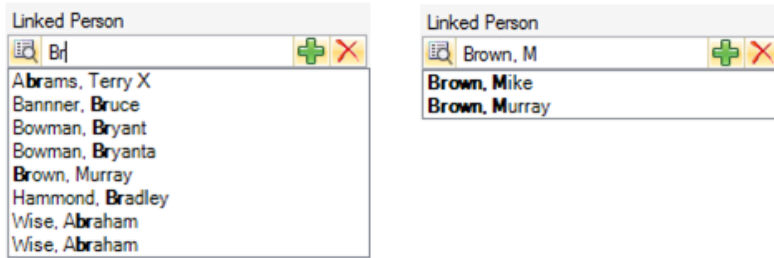 Linked Person
Br
Abrams, Terry X
Bannner, Bruce
Bowman, Bryant
Bowman, Bryanta
Brown, Murray
Hammond, Bradley
Wise, Abraham
Wise, Abraham
Linked Person
Brown, M
Brown, Mike
Brown, Murray